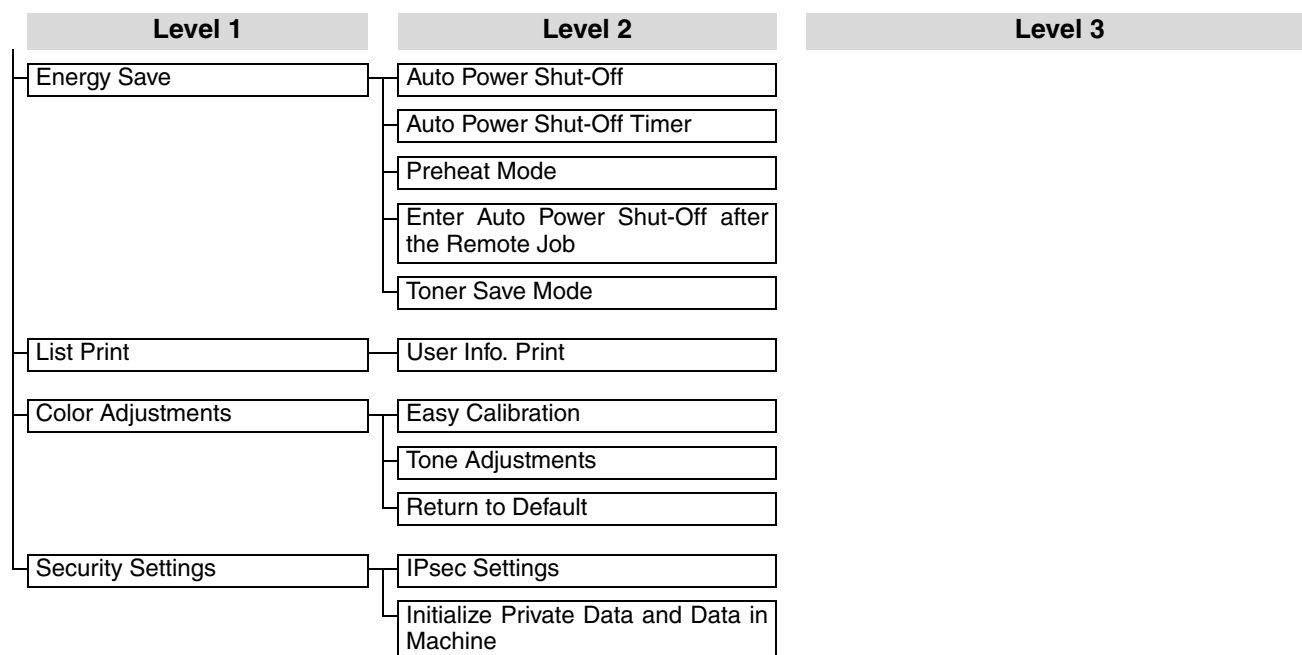 Level 1 Level 2 Level 3
Energy Save
Auto Power Shut-Off
Auto Power Shut-Off Timer
Preheat Mode
Enter Auto Power Shut-Off after
the Remote Job
Toner Save Mode
List Print
User Info. Print
Color Adjustments
Easy Calibration
Tone Adjustments
Return to Default
Security Settings
IPsec Settings
Initialize Private Data and Data in
Machine